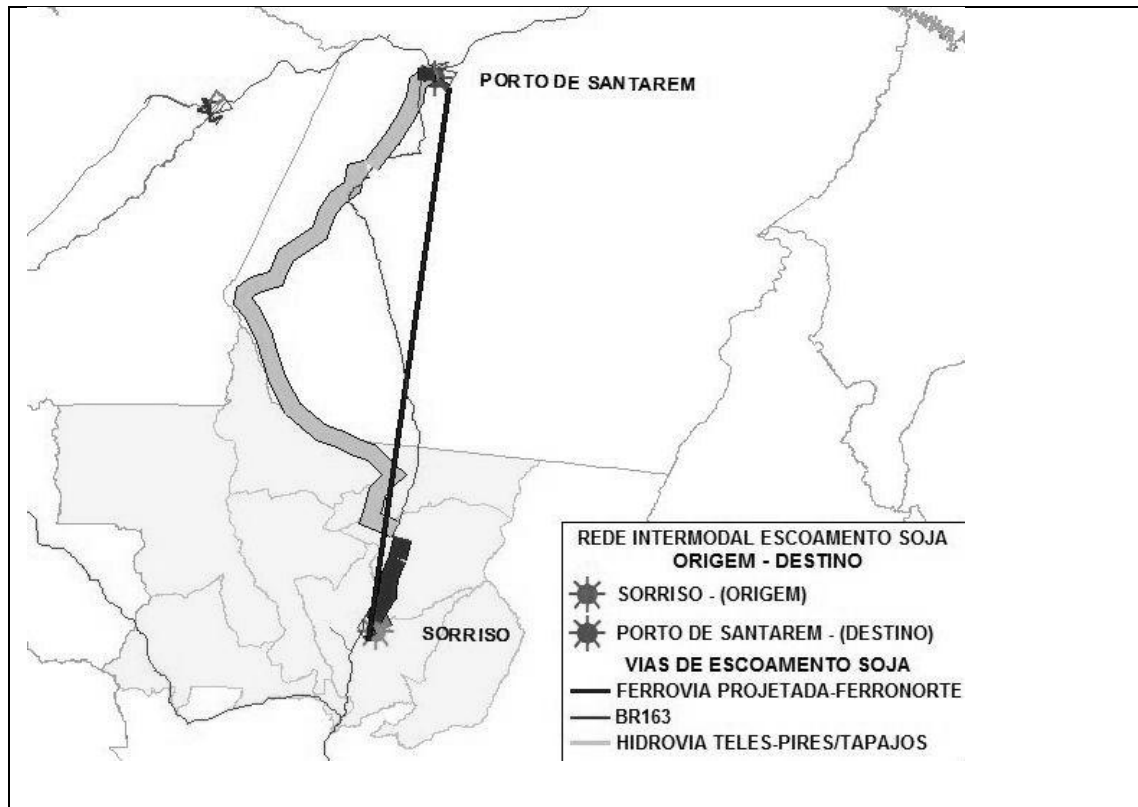 PORTO DE SANTAREM
SORRISO
REDE INTERMODAL ESCOAMENTO SOJA
ORIGEM - DESTINO
SORRISO - (ORIGEM)
PORTO DE SANTAREM - (DESTINO)
VIAS DE ESCOAMENTO SOJA
FERROVIA PROJETADA-FERRONORTE
BR163
HIDROVIA TELES-PIRES/TAPAJOS